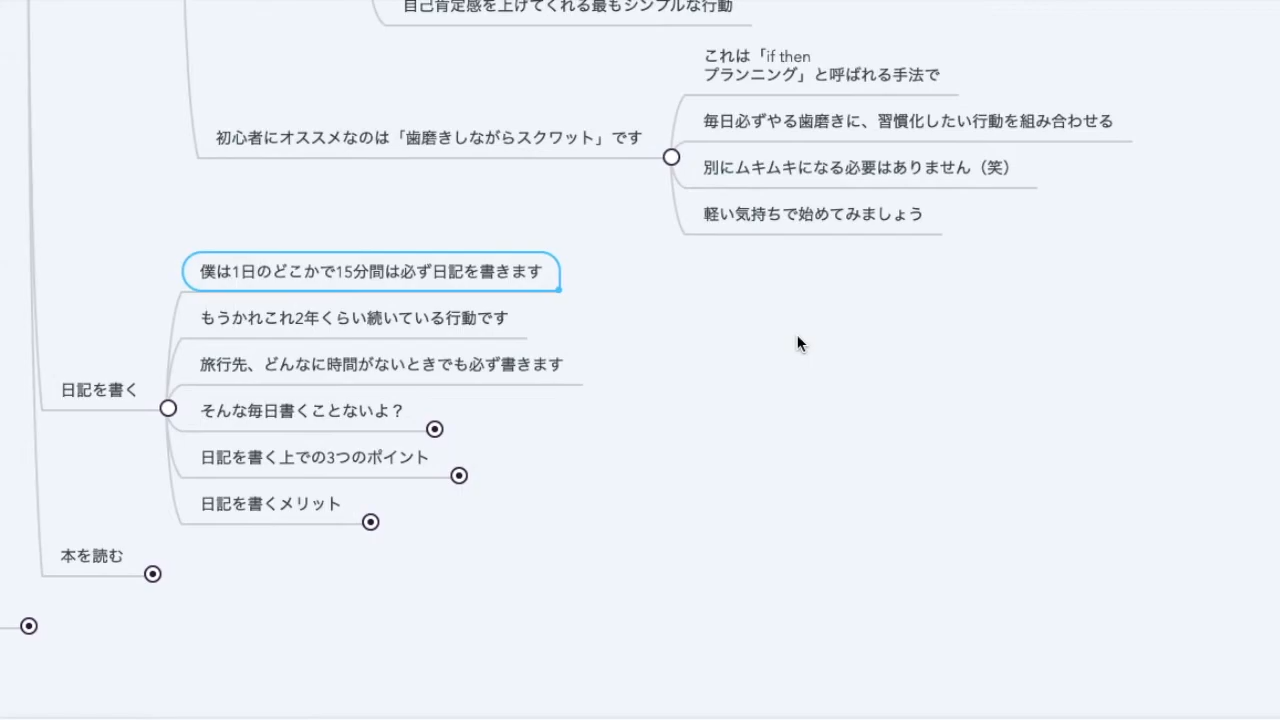 自己肯定感を上げてくれる最もシンプルな行動
これは「if then
プランニング」と呼ばれる手法で
毎日必ずやる歯磨きに、習慣化したい行動を組み合わせる
初心者にオススメなのは「歯磨きしながらスクワット」です
別にムキムキになる必要はありません（笑）
軽い気持ちで始めてみましょう
僕は1日のどこかで15分間は必ず日記を書きます
もうかれこれ2年くらい続いている行動です
旅行先、どんなに時間がないときでも必ず書きます
日記を書く
そんな毎日書くことないよ？
日記を書く上での3つのポイント
日記を書くメリット
本を読む